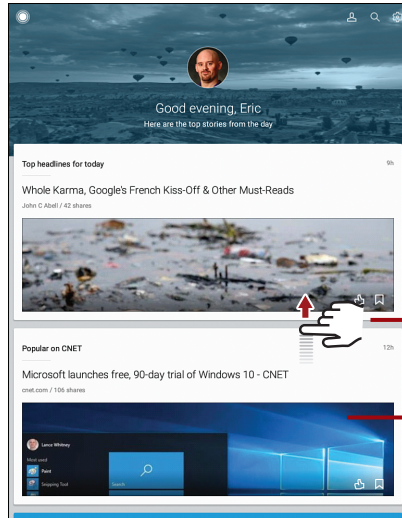 Good evening, Eric
Here are the top stories from the day
Top headlines for today
9h
Whole Karma, Google's French Kiss-Off & Other Must-Reads
John C Abell / 42 shares
Popular on CNET
12h
Microsoft launches free, 90-day trial of Windows 10 - CNET
cnet.com / 106 shares
Lance Whitney
Most used
Paint
Snipping Tool
Search